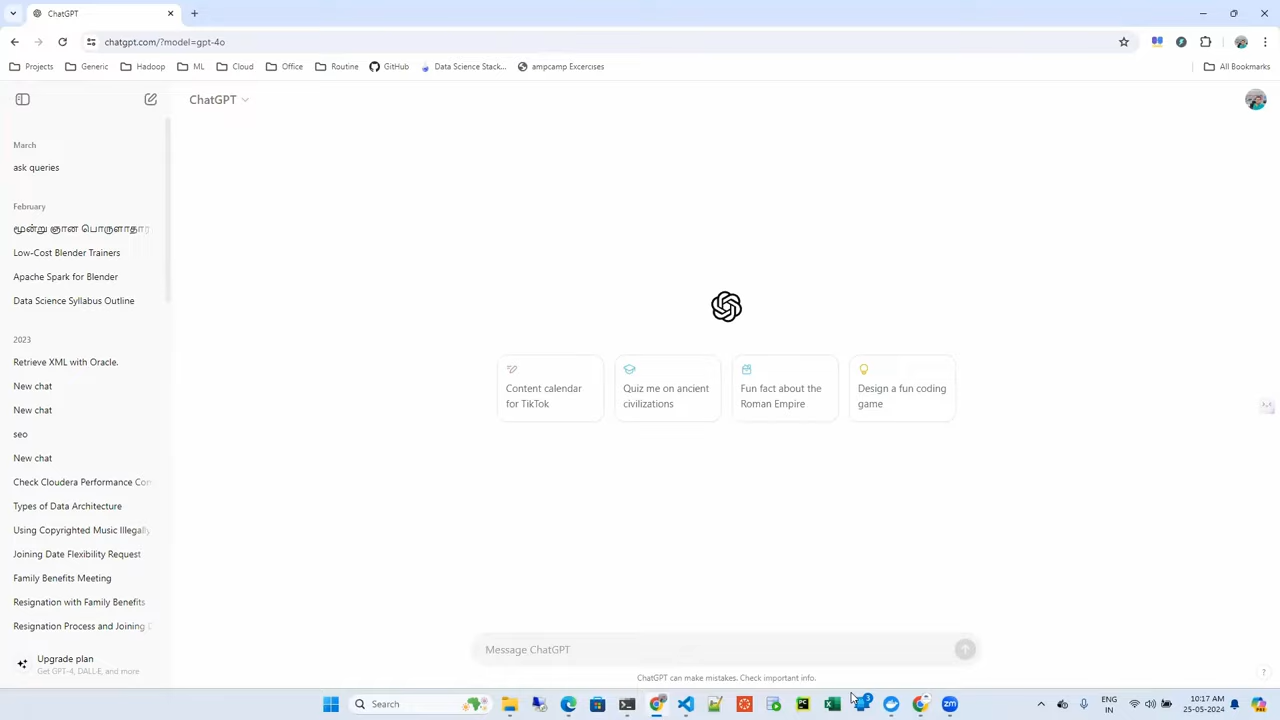 ChatGPT
chatgpt.com/?model=gpt-4o
Projects
Generic
Hadoop
ML
Cloud
Office
Routine
GitHub
Data Science Stack...
ampcamp Excercises
All Bookmarks
ChatGPT
March
ask queries
February
மூன்று ஞான பொருளாதார
Low-Cost Blender Trainers
Apache Spark for Blender
Data Science Syllabus Outline
2023
Retrieve XML with Oracle.
New chat
New chat
seo
New chat
Check Cloudera Performance Con
Types of Data Architecture
Using Copyrighted Music Illegally
Joining Date Flexibility Request
Family Benefits Meeting
Resignation with Family Benefits
Resignation Process and Joining D
Upgrade plan
Get GPT-4, DALL·E, and more
Content calendar
for TikTok
Quiz me on ancient
civilizations
Fun fact about the
Roman Empire
Design a fun coding
game
Message ChatGPT
ChatGPT can make mistakes. Check important info.
?
Search
PC
3
zm
ENG
IN
10:17 AM
25-05-2024